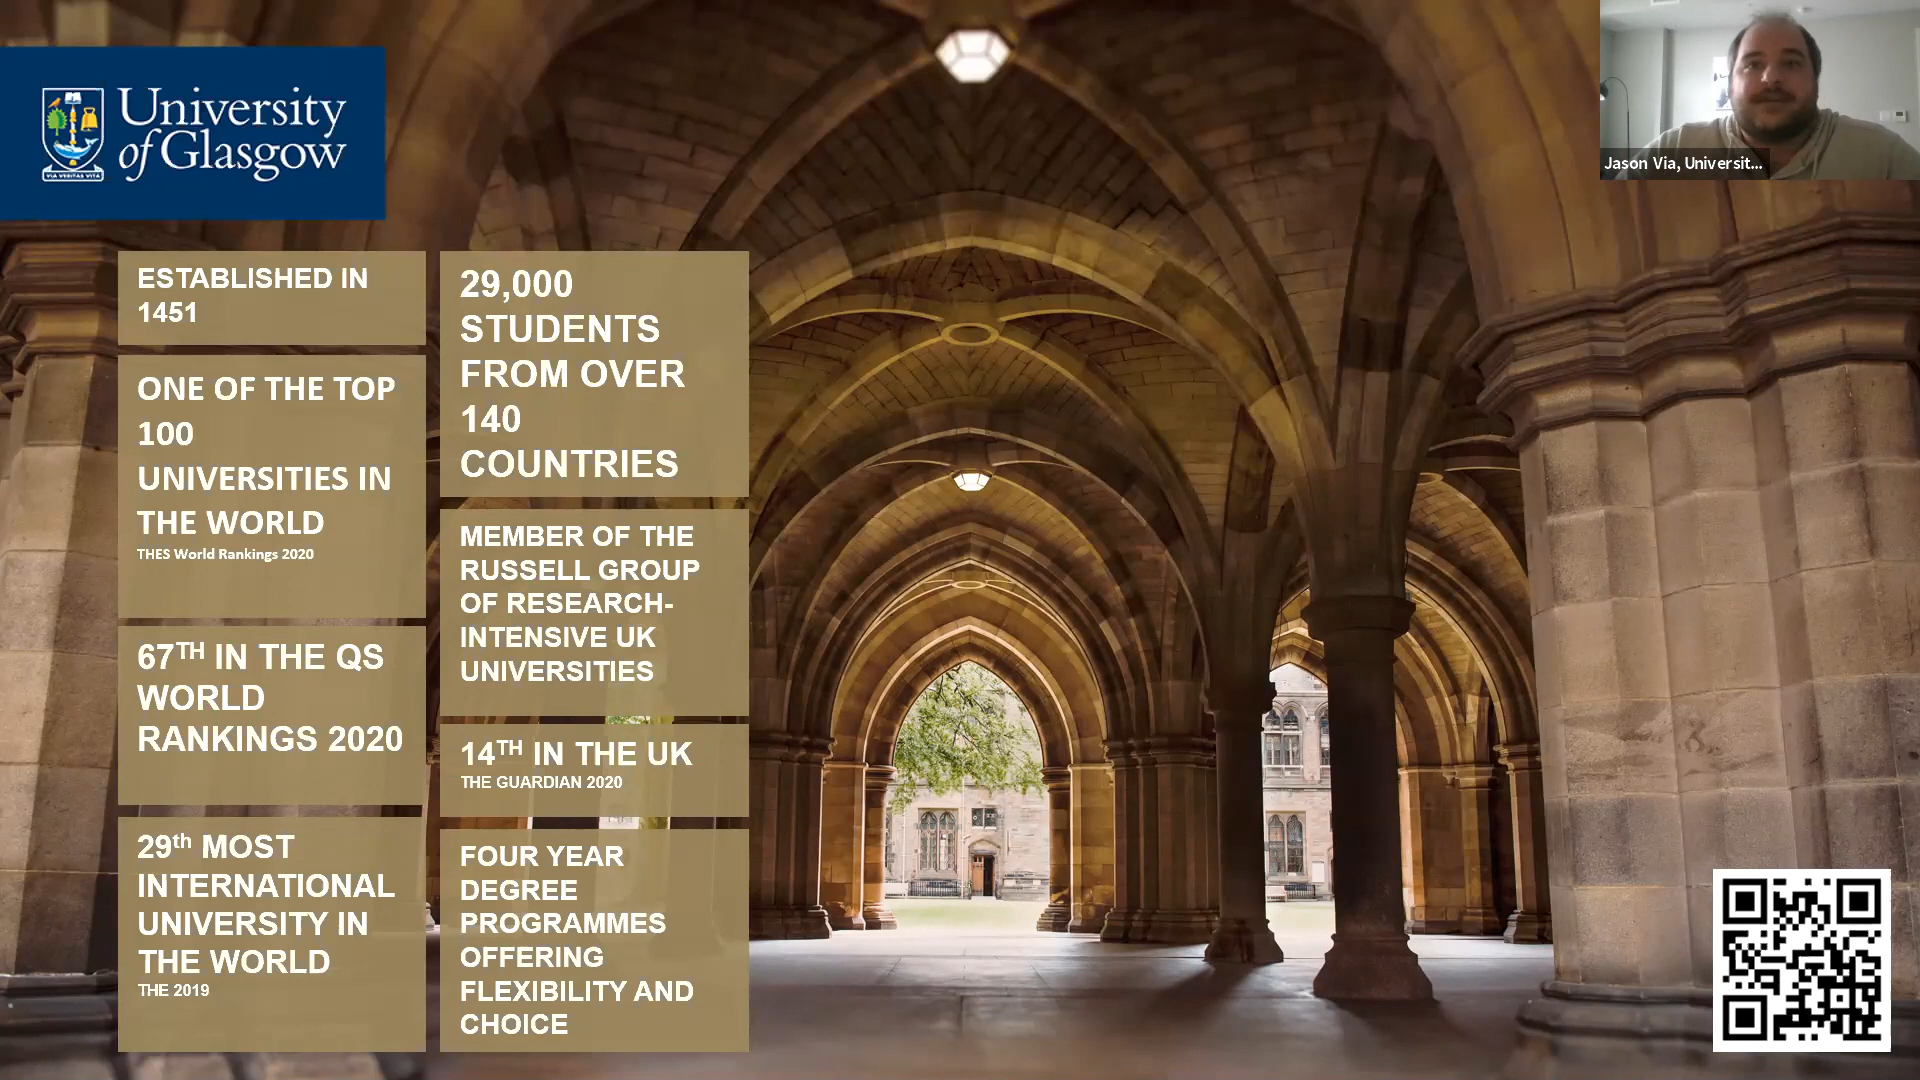 University
of Glasgow
VIA VERITAS VITA
Jason Via, Universit...
ESTABLISHED IN
1451
ONE OF THE TOP
100
UNIVERSITIES IN
THE WORLD
THES World Rankings 2020
67TH IN THE QS
WORLD
RANKINGS 2020
29th MOST
INTERNATIONAL
UNIVERSITY IN
THE WORLD
THE 2019
29,000
STUDENTS
FROM OVER
140
COUNTRIES
MEMBER OF THE
RUSSELL GROUP
OF RESEARCH-
INTENSIVE UK
UNIVERSITIES
14TH IN THE UK
THE GUARDIAN 2020
FOUR YEAR
DEGREE
PROGRAMMES
OFFERING
FLEXIBILITY AND
CHOICE